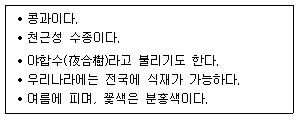 • 콩과이다.
• 천근성 수종이다.
• 야합수(夜合樹)라고 불리기도 한다.
• 우리나라에는 전국에 식재가 가능하다.
• 여름에 피며, 꽃색은 분홍색이다.